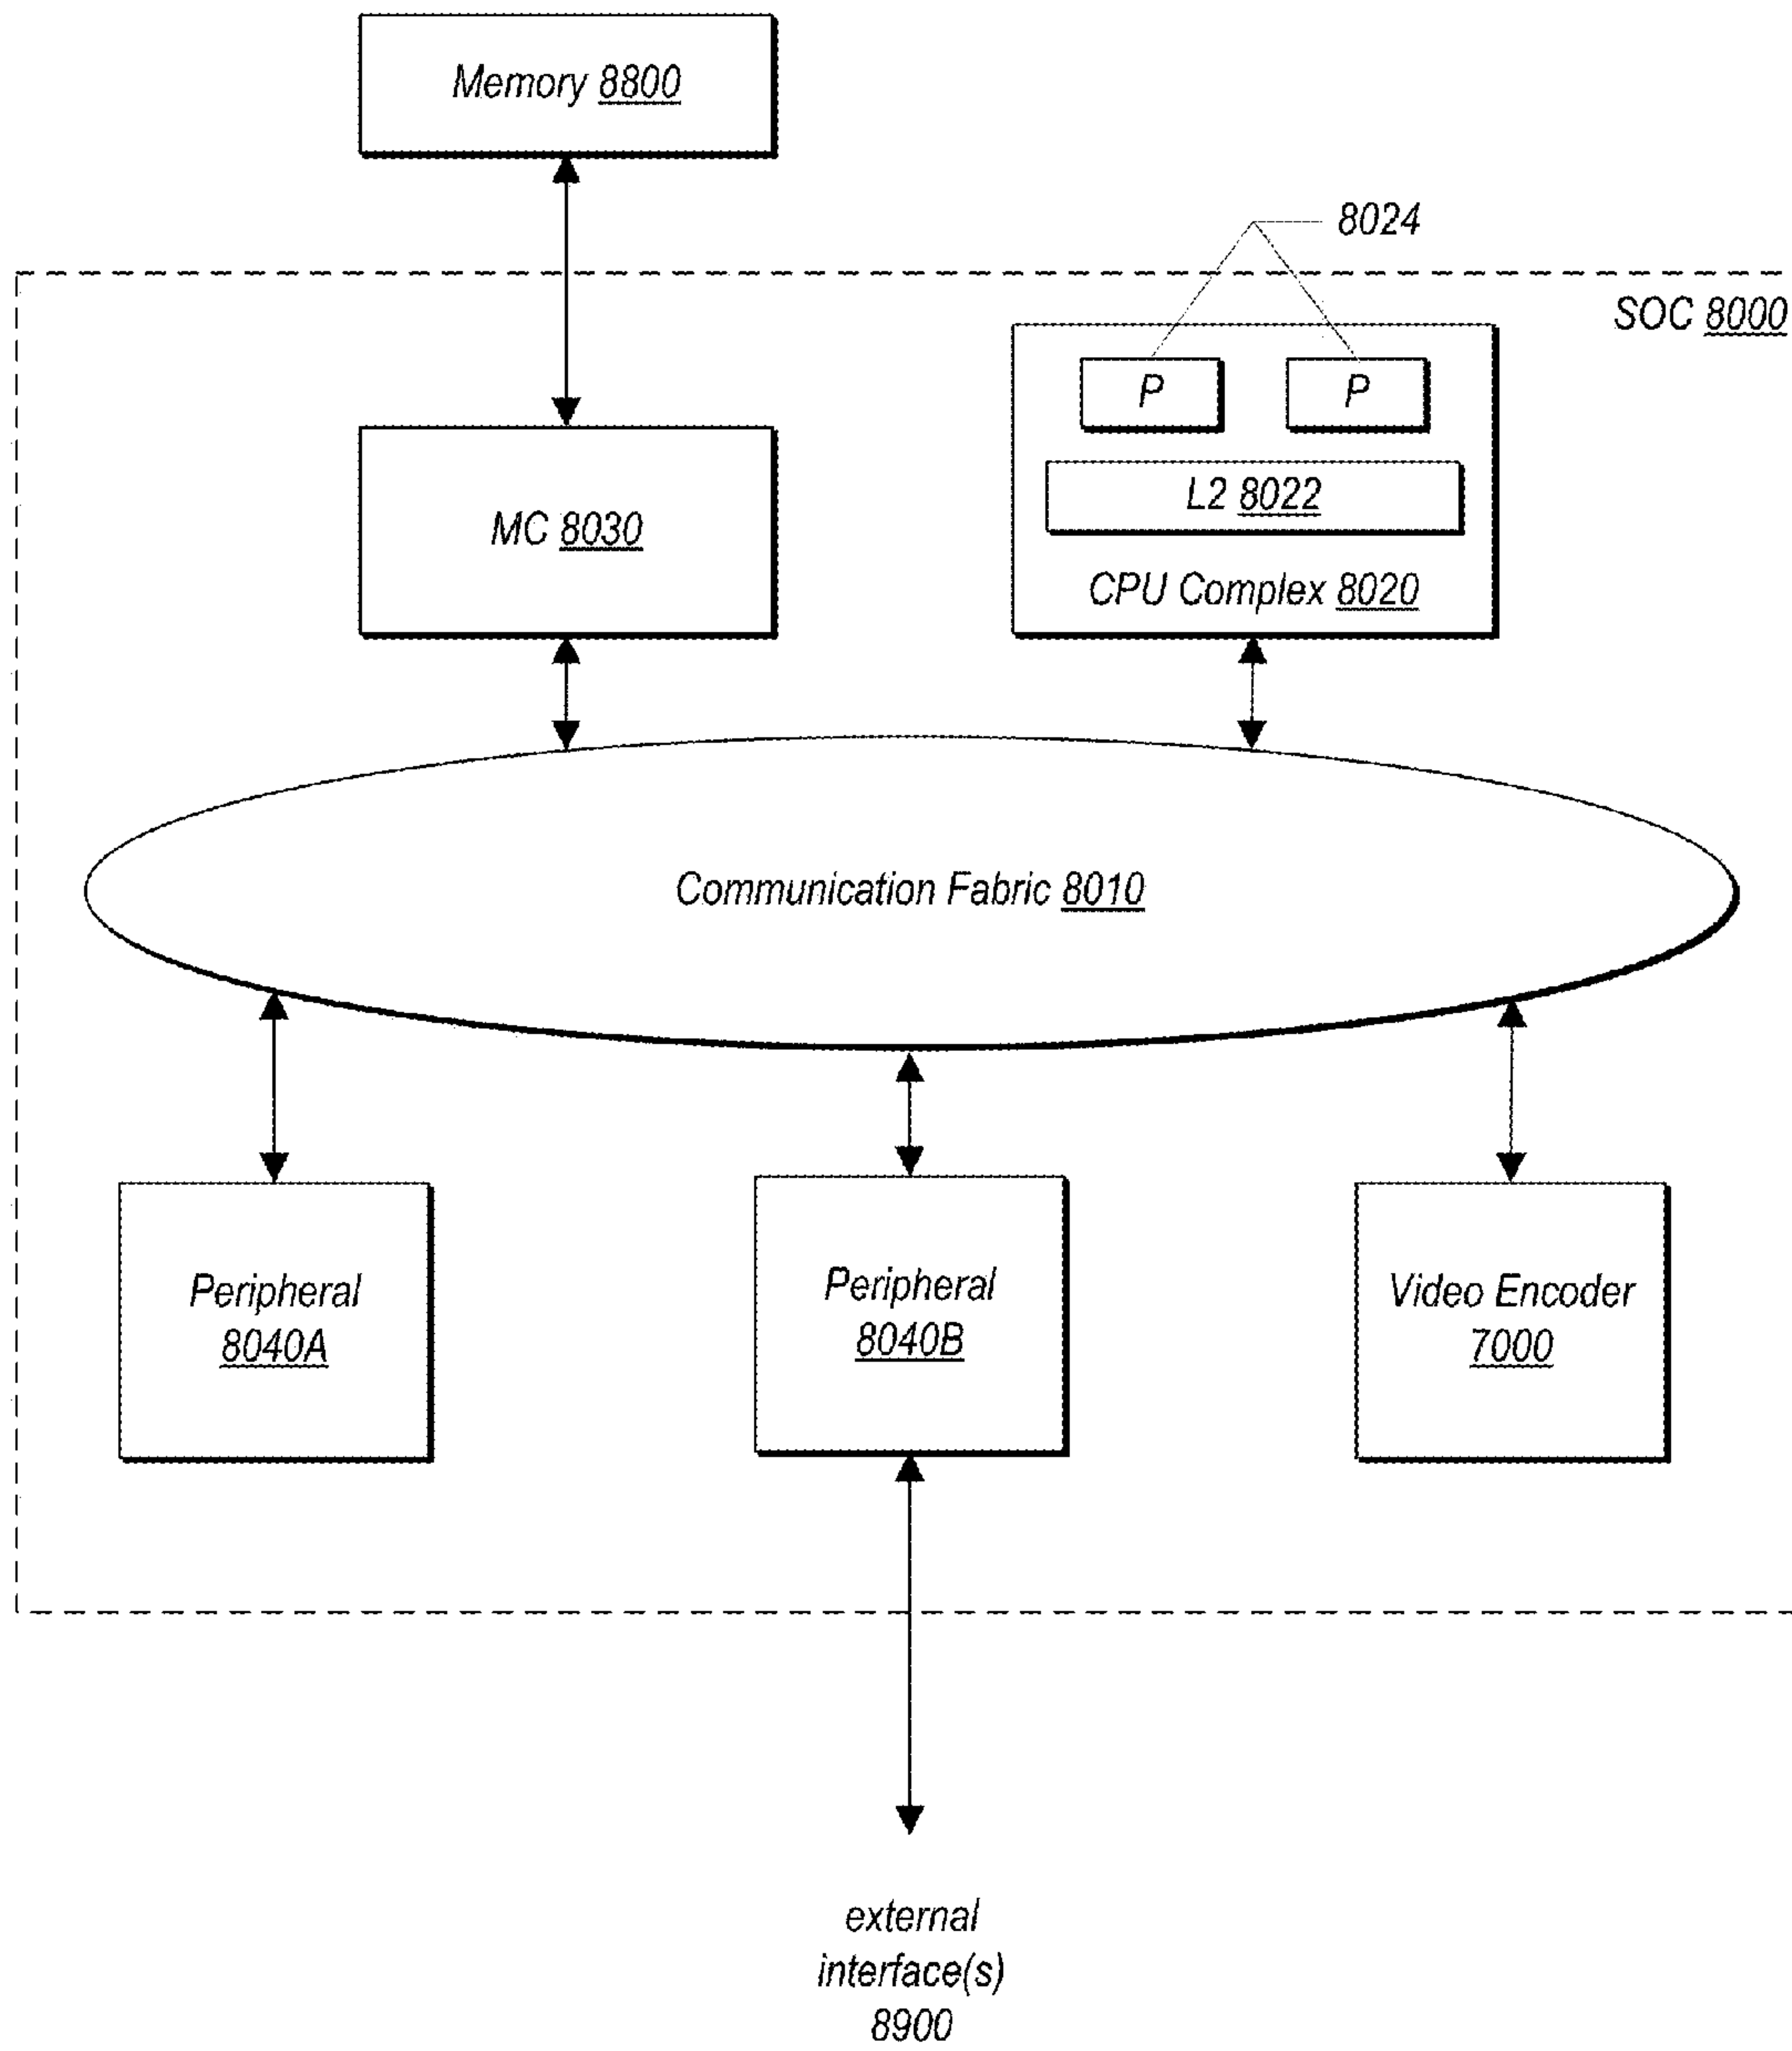 Memory 8800
8024
SOC 8000
P
P
L2 8022
MC 8030
CPU Complex 8020
Communication Fabric 8010
Peripheral
8040A
Peripheral
8040B
Video Encoder
7000
external
interface(s)
8900